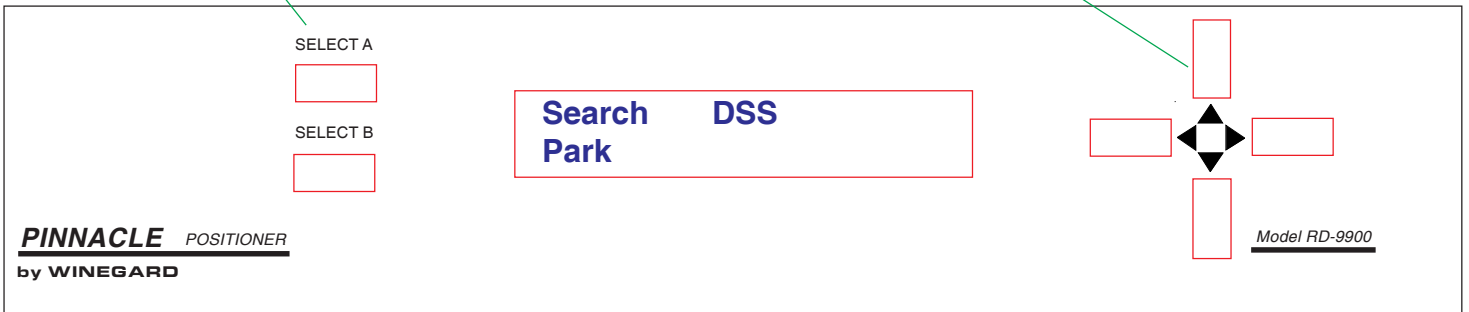 SELECT A
SELECT B
Search DSS
Park
PINNACLE POSITIONER
by WINEGARD
Model RD-9900